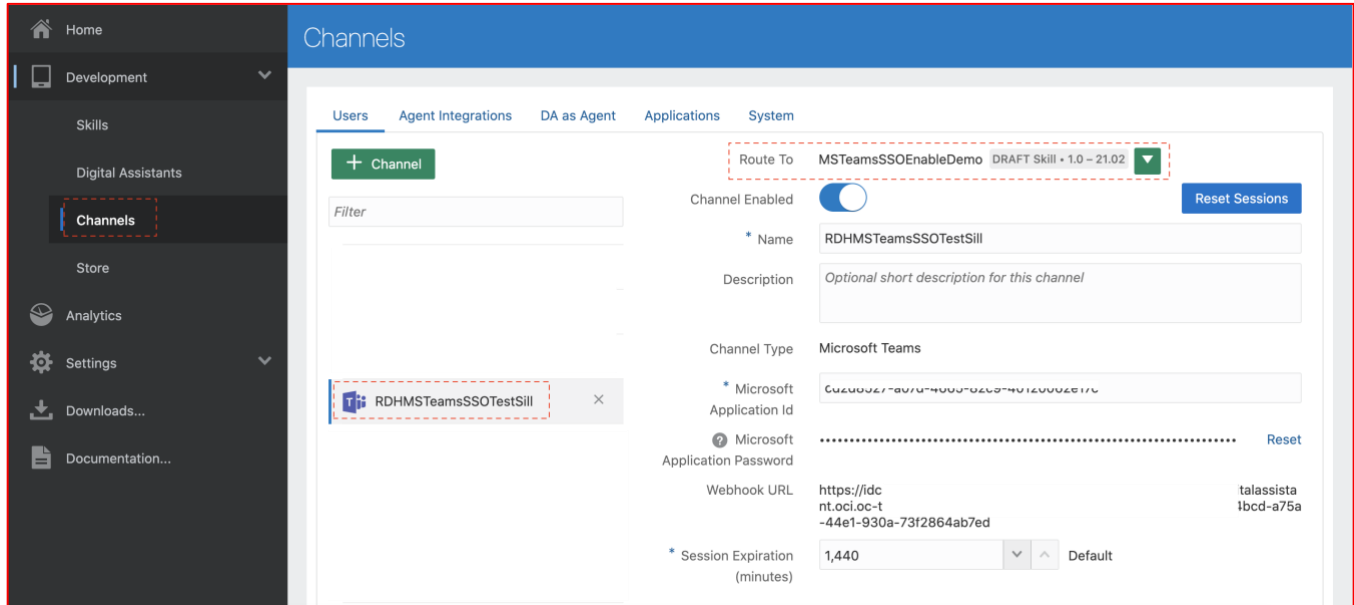 Home
Development
Skills
Digital Assistants
Channels
Store
Analytics
Settings
Downloads...
Documentation...
Channels
Users Agent Integrations DA as Agent Applications System
+ Channel
Filter
RDHMSTeamsSSOTestSill ×
Route To MSTeamsSSOEnableDemo DRAFT Skill • 1.0 – 21.02
Channel Enabled Reset Sessions
* Name RDHMSTeamsSSOTestSill
Description Optional short description for this channel
Channel Type Microsoft Teams
* Microsoft
Application Id
? Microsoft Reset
Application Password
Webhook URL https://idc talassista
nt.oci.oc-t 4bcd-a75a
-44e1-930a-73f2864ab7ed
* Session Expiration 1,440 Default
(minutes)